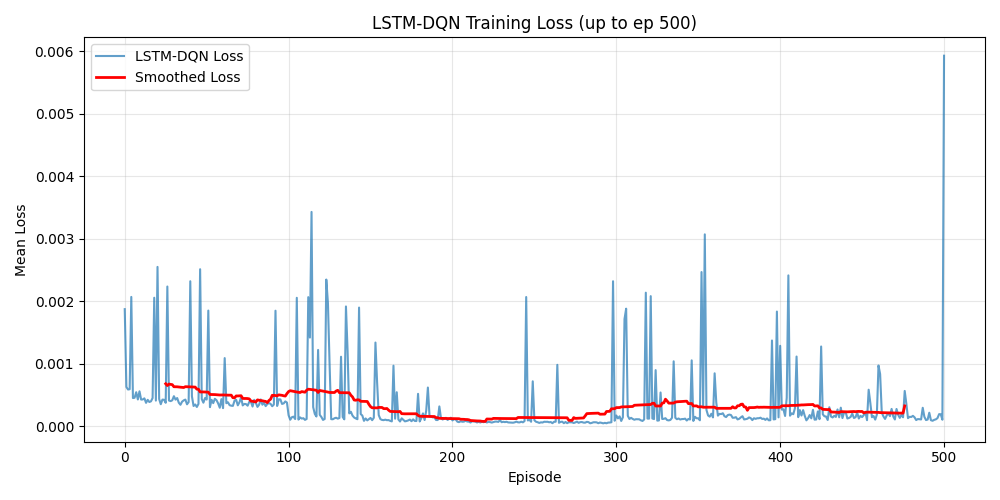 LSTM-DQN Training Loss (up to ep 500)
LSTM-DQN Loss
Smoothed Loss
Mean Loss
0.006
0.005
0.004
0.003
0.002
0.001
0.000
0 100 200 300 400 500
Episode